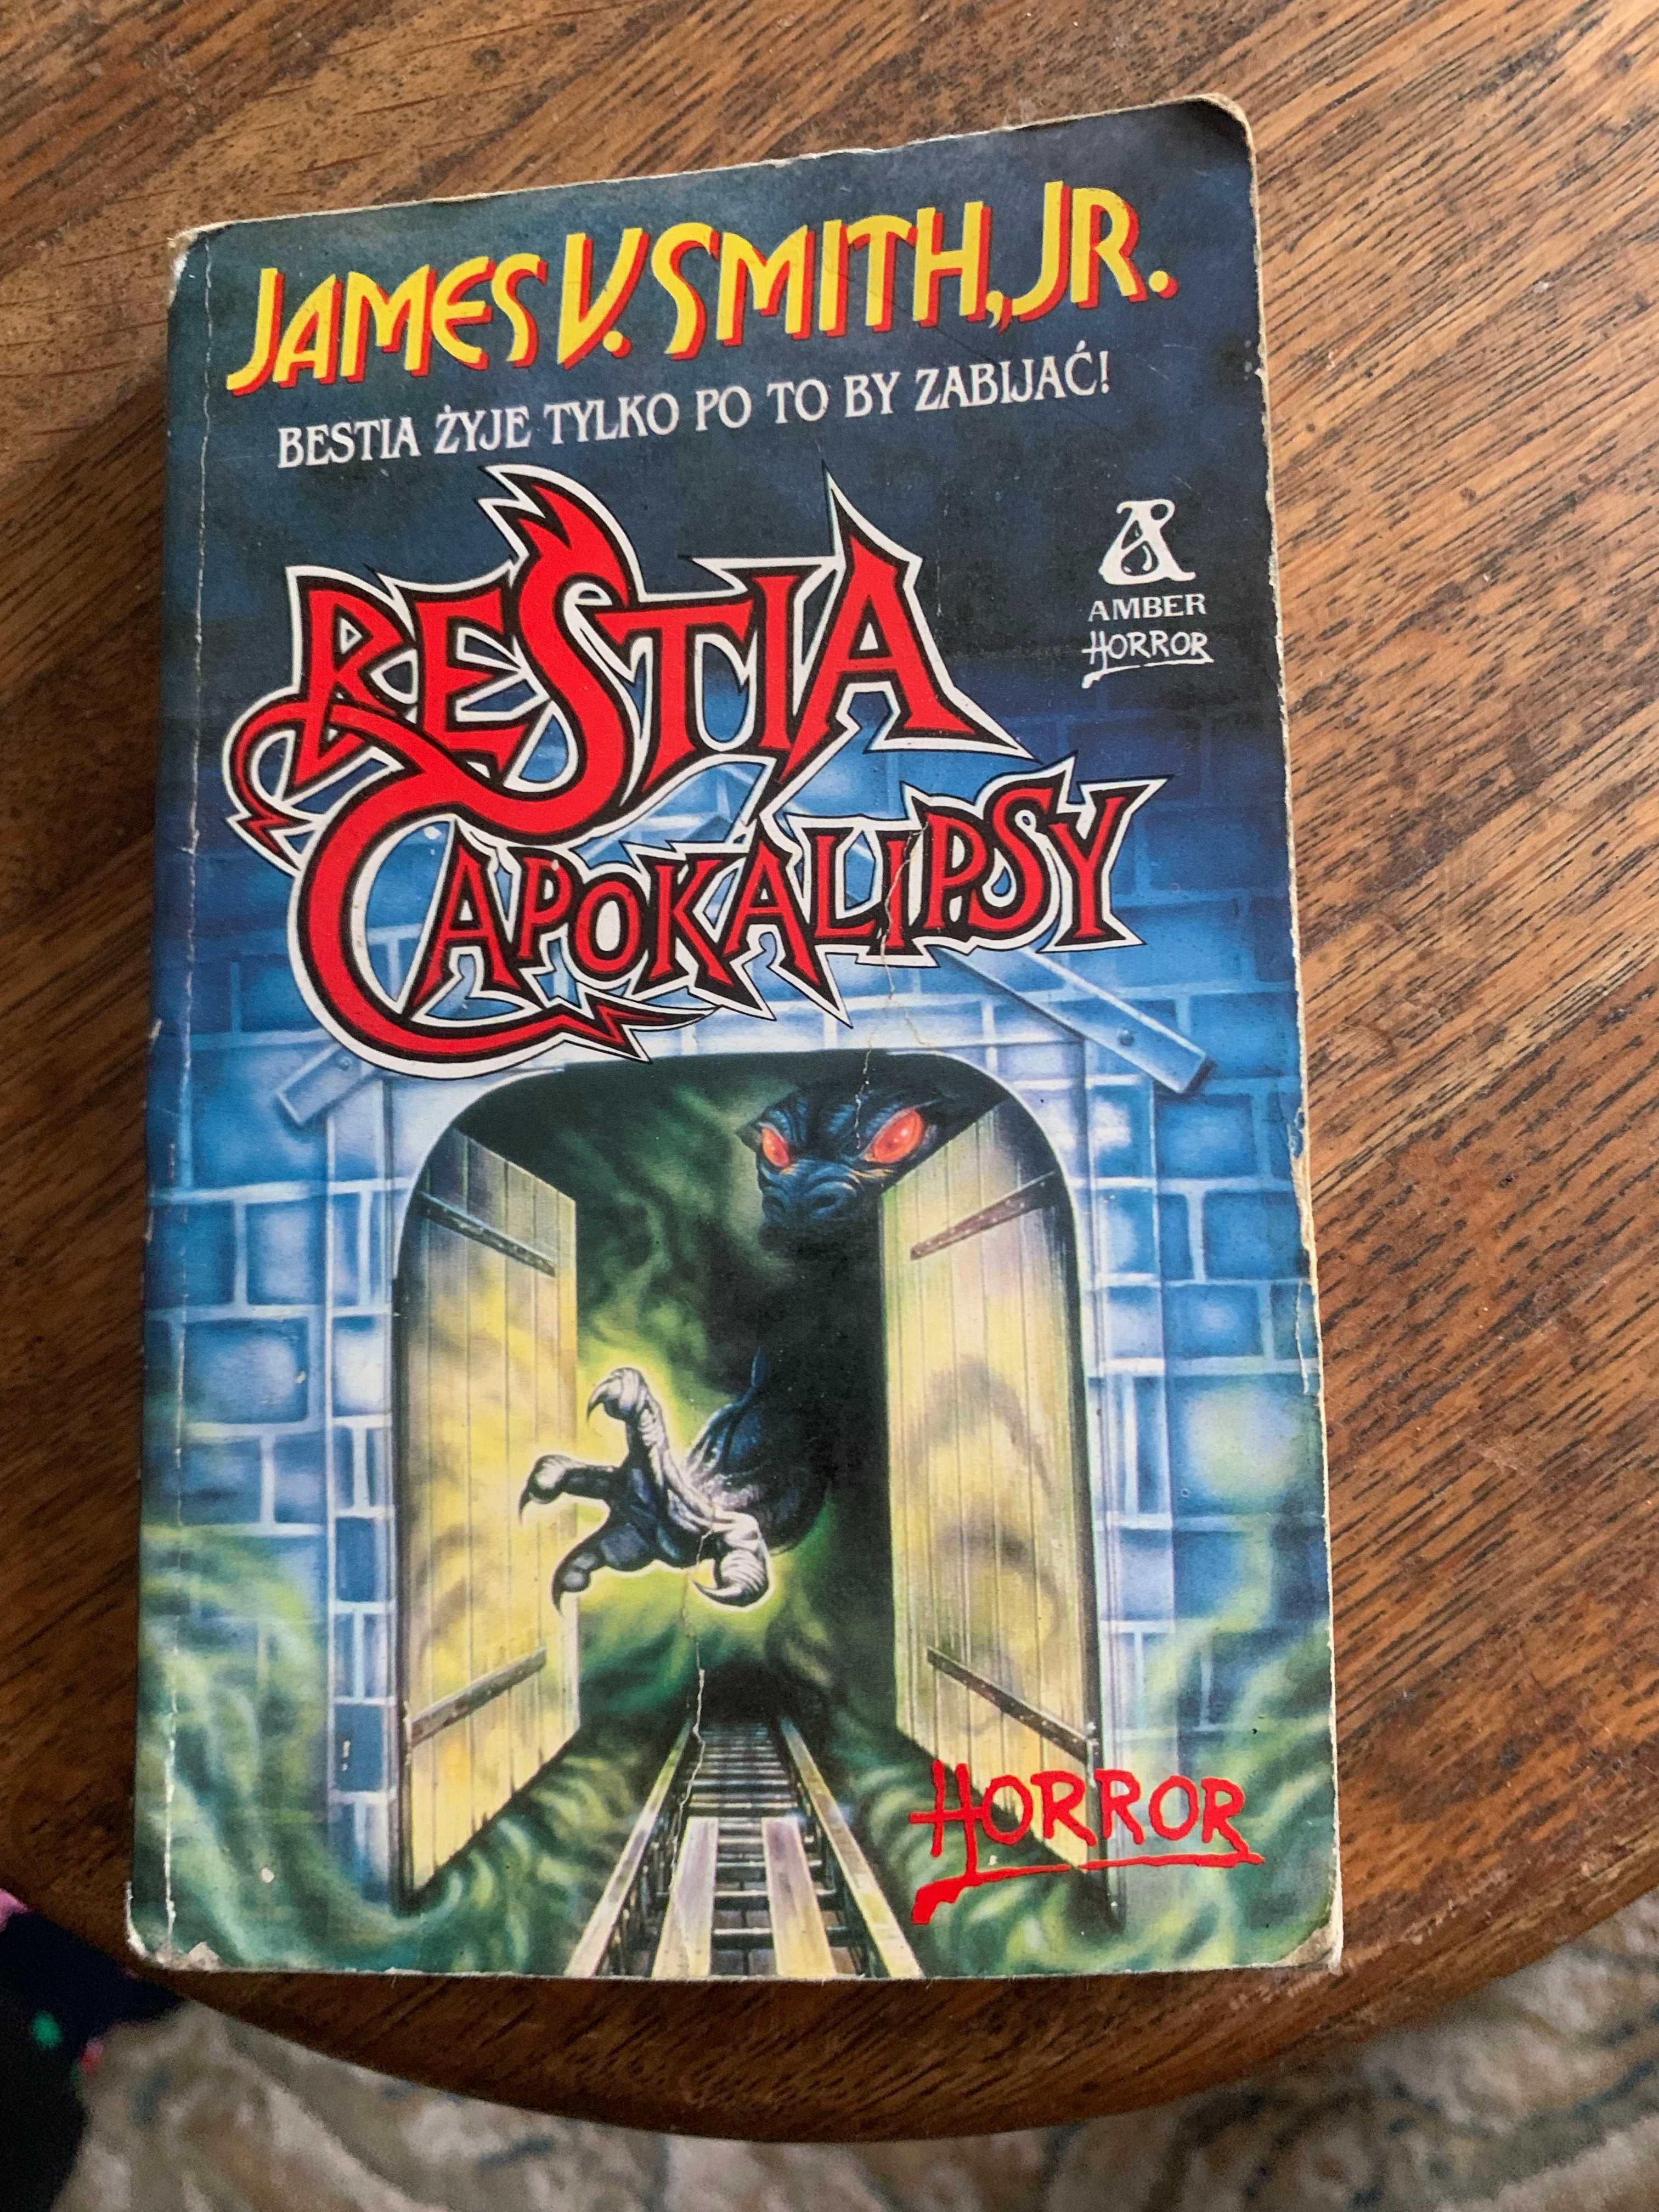 JAMES V. SMITH, JR.
BESTIA ŻYJE TYLKO PO TO BY ZABIJAĆ!
BESTIA
APOKALIPSY
A
AMBER
HORROR
HORROR